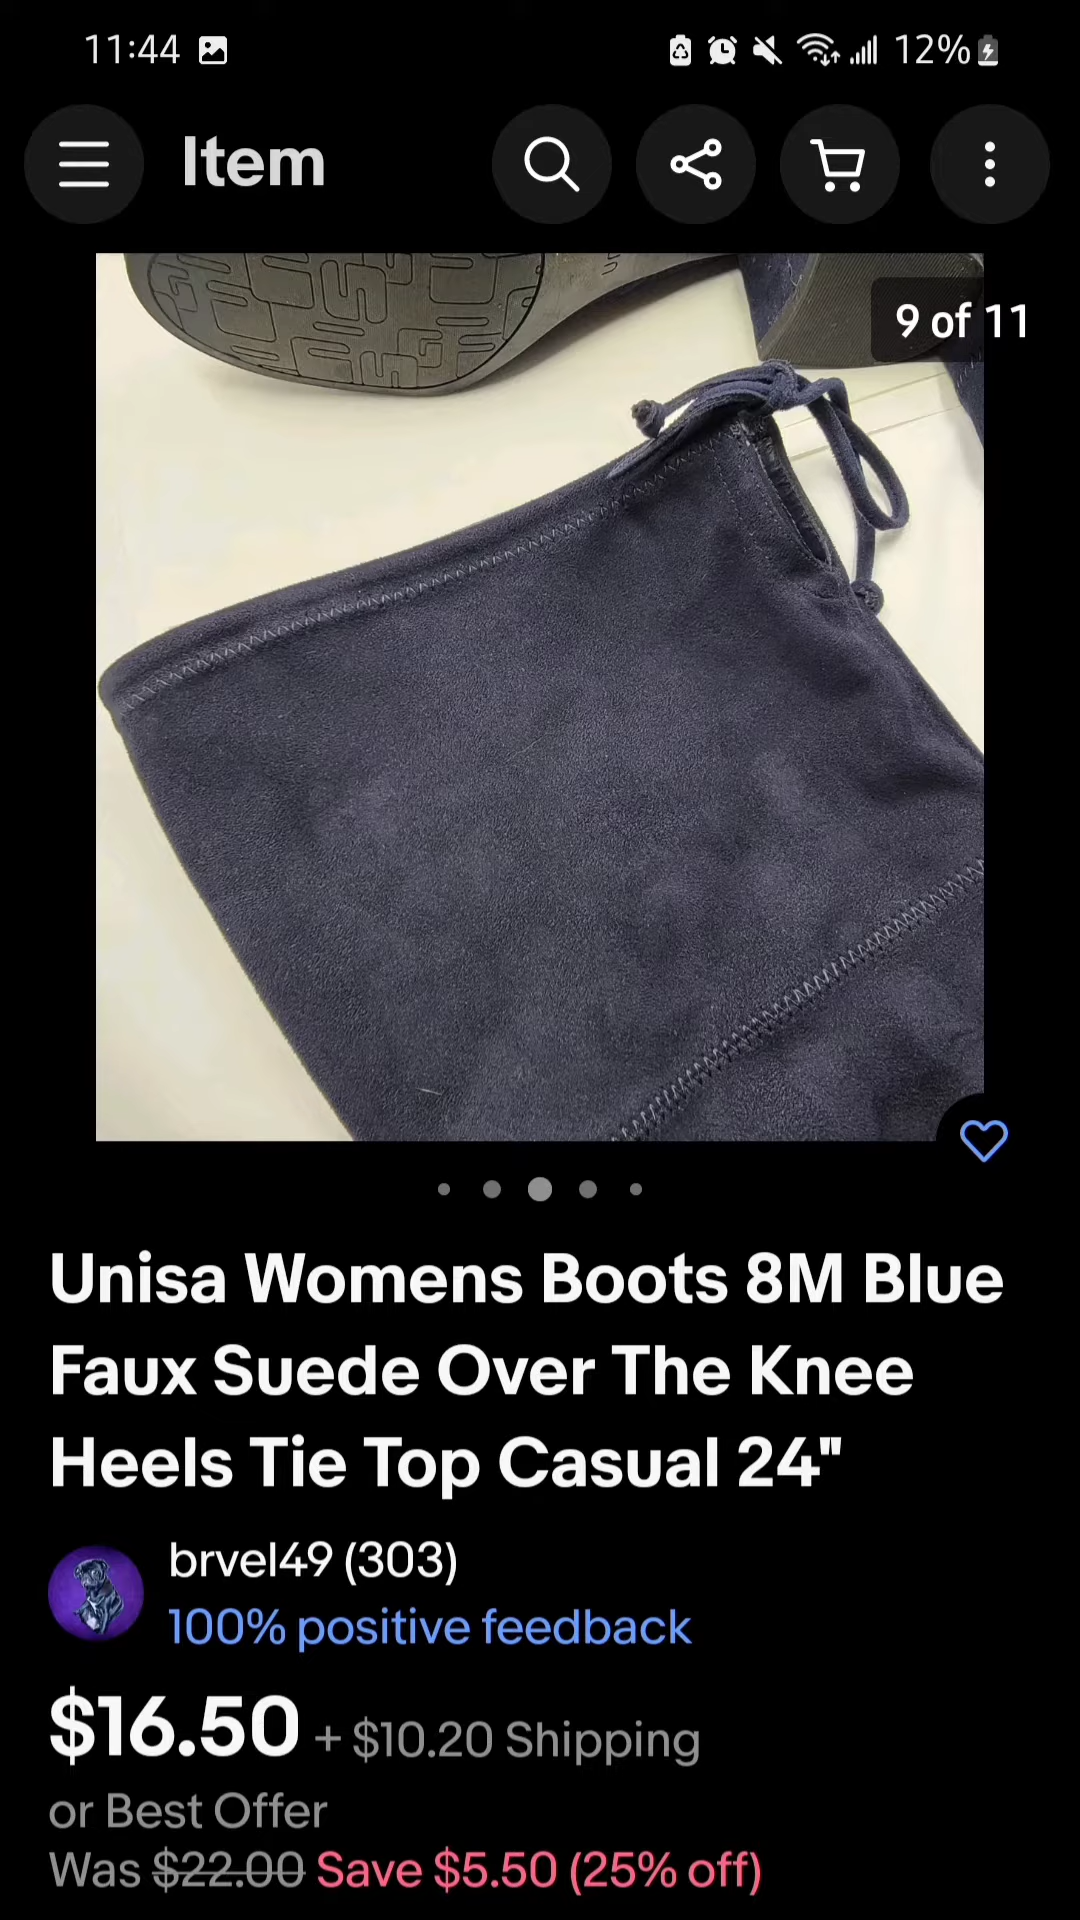 11:44
12%
Item
9 of 11
Unisa Womens Boots 8M Blue
Faux Suede Over The Knee
Heels Tie Top Casual 24"
brvel49 (303)
100% positive feedback
$16.50 + $10.20 Shipping
or Best Offer
Was $22.00 Save $5.50 (25% off)